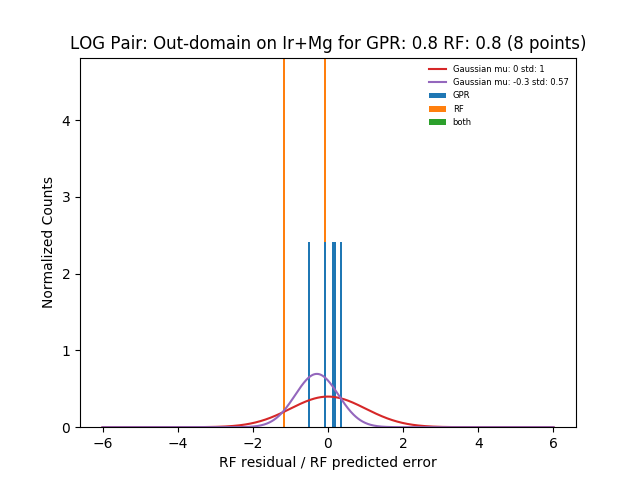 LOG Pair: Out-domain on Ir+Mg for GPR: 0.8 RF: 0.8 (8 points)
Gaussian mu: 0 std: 1
Gaussian mu: -0.3 std: 0.57
GPR
RF
both
Normalized Counts
4
3
2
1
0
−6 −4 −2 0 2 4 6
RF residual / RF predicted error